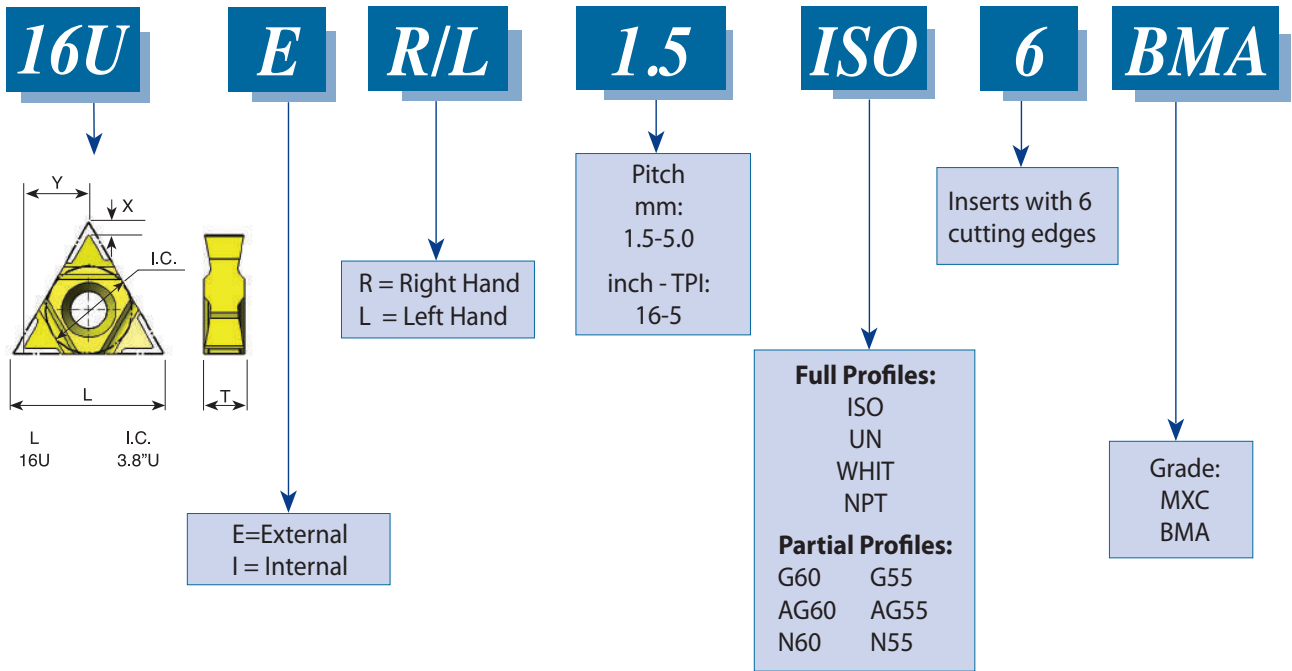 16U E R/L 1.5 ISO 6 BMA
Y
X
I.C.
L
T
L I.C.
16U 3.8"U
E=External
I = Internal
R = Right Hand
L = Left Hand
Pitch
mm:
1.5-5.0
inch - TPI:
16-5
Full Profiles:
ISO
UN
WHIT
NPT
Partial Profiles:
G60 G55
AG60 AG55
N60 N55
Inserts with 6
cutting edges
Grade:
MXC
BMA